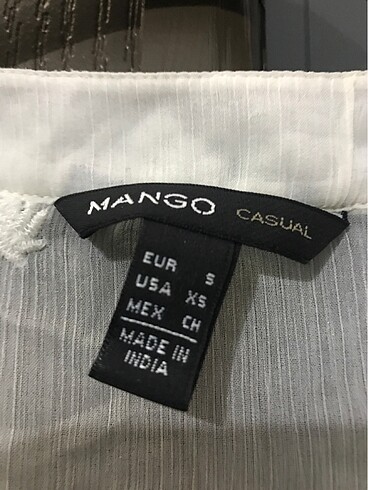 MANGO CASUAL
EUR S
USA XS
MEX CH
MADE IN
INDIA